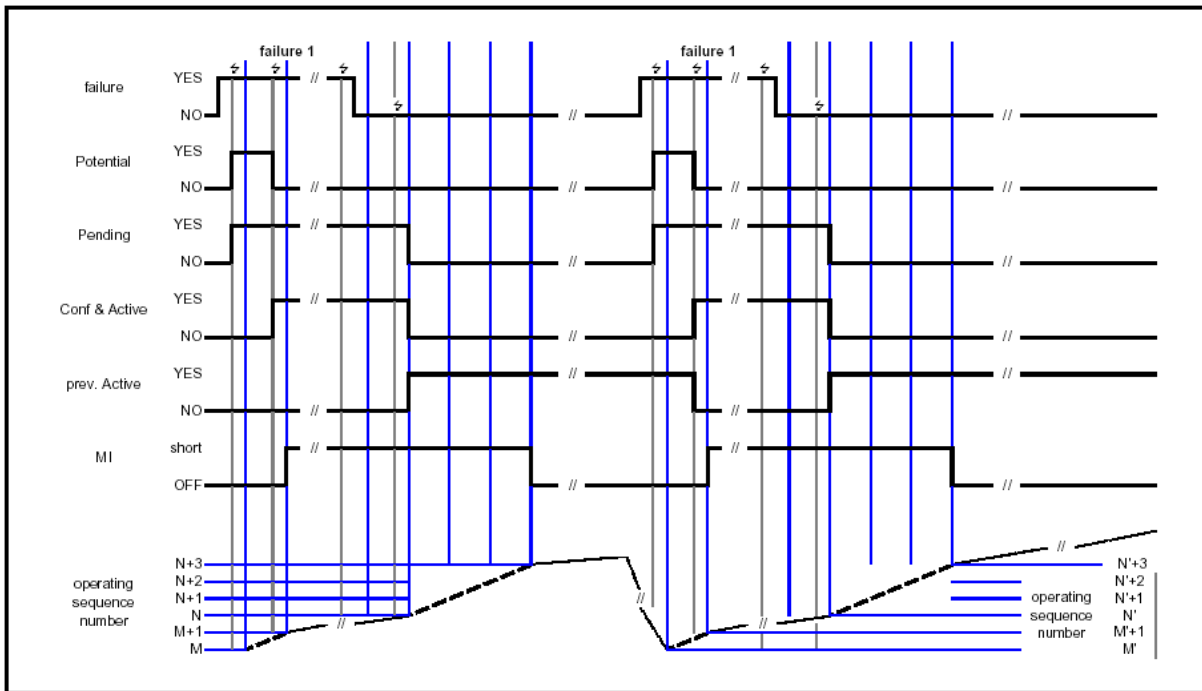 failure 1
failure 1
failure
YES
NO
//
//
//
//
Potential
YES
NO
//
//
//
//
Pending
YES
NO
//
//
//
//
Conf & Active
YES
NO
//
//
//
//
prev. Active
YES
NO
//
//
//
//
MI
short
OFF
//
//
//
//
operating
sequence
number
N+3
N+2
N+1
N
M+1
M
//
//
//
//
operating
sequence
number
N'+3
N'+2
N'+1
N'
M'+1
M'